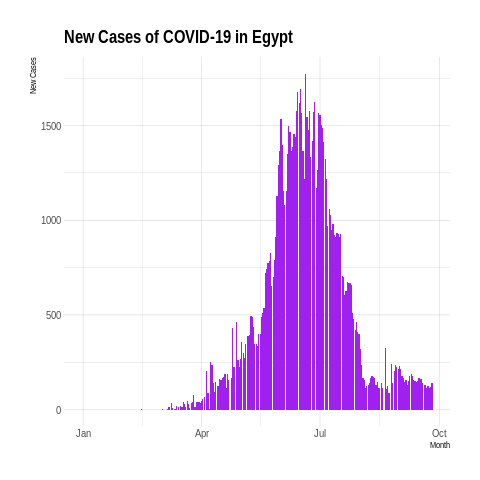 New Cases of COVID-19 in Egypt
New Cases
1500
1000
500
0
Jan Apr Jul Oct
Month